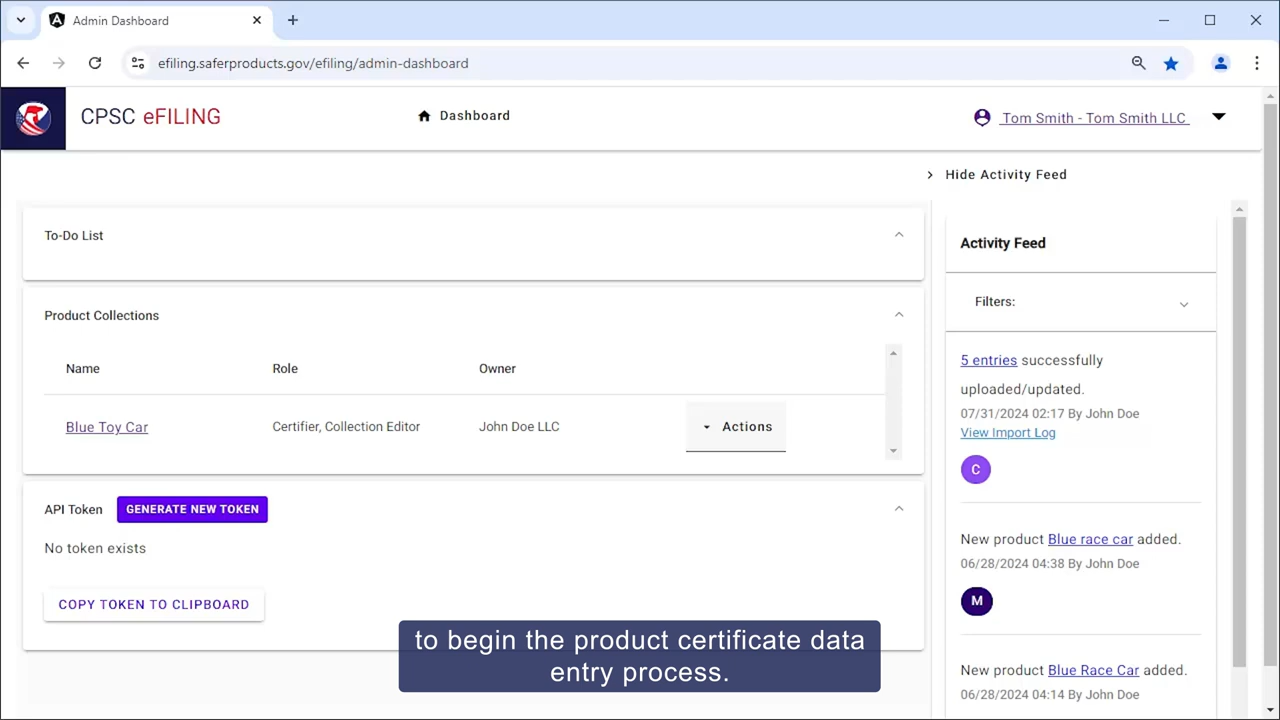 Admin Dashboard
efiling.saferproducts.gov/efiling/admin-dashboard
CPSC eFILING
Dashboard
Tom Smith - Tom Smith LLC
Hide Activity Feed
To-Do List
Product Collections
Name Role Owner
Blue Toy Car Certifier, Collection Editor John Doe LLC Actions
API Token GENERATE NEW TOKEN
No token exists
COPY TOKEN TO CLIPBOARD
Activity Feed
Filters:
5 entries successfully
uploaded/updated.
07/31/2024 02:17 By John Doe
View Import Log
C
New product Blue race car added.
06/28/2024 04:38 By John Doe
M
New product Blue Race Car added.
06/28/2024 04:14 By John Doe
to begin the product certificate data
entry process.